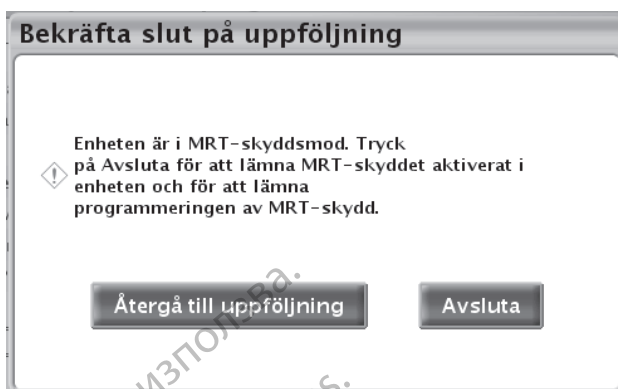 Bekräfta slut på uppföljning
Enheten är i MRT-skyddsmod. Tryck
på Avsluta för att lämna MRT-skyddet aktiverat i
enheten och för att lämna
programmeringen av MRT-skydd.
Återgå till uppföljning
Avsluta